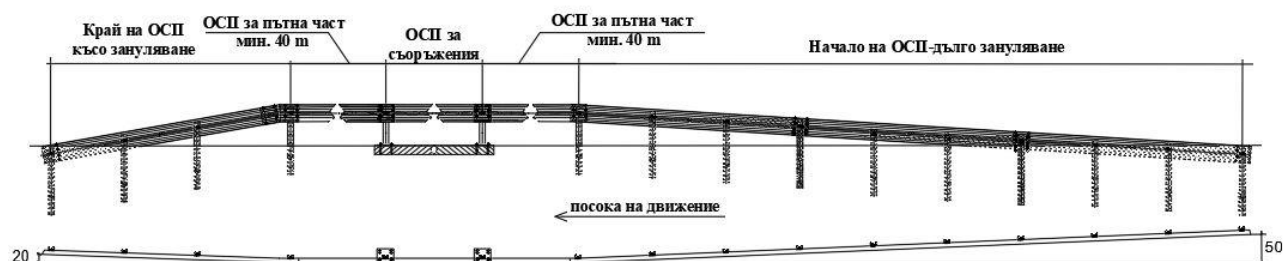 Край на ОСП
късо зануляване
ОСП за пътна част
мин. 40 m
ОСП за
съоръжения
ОСП за пътна част
мин. 40 m
Начало на ОСП-дълго зануляване
посока на движение
20
50